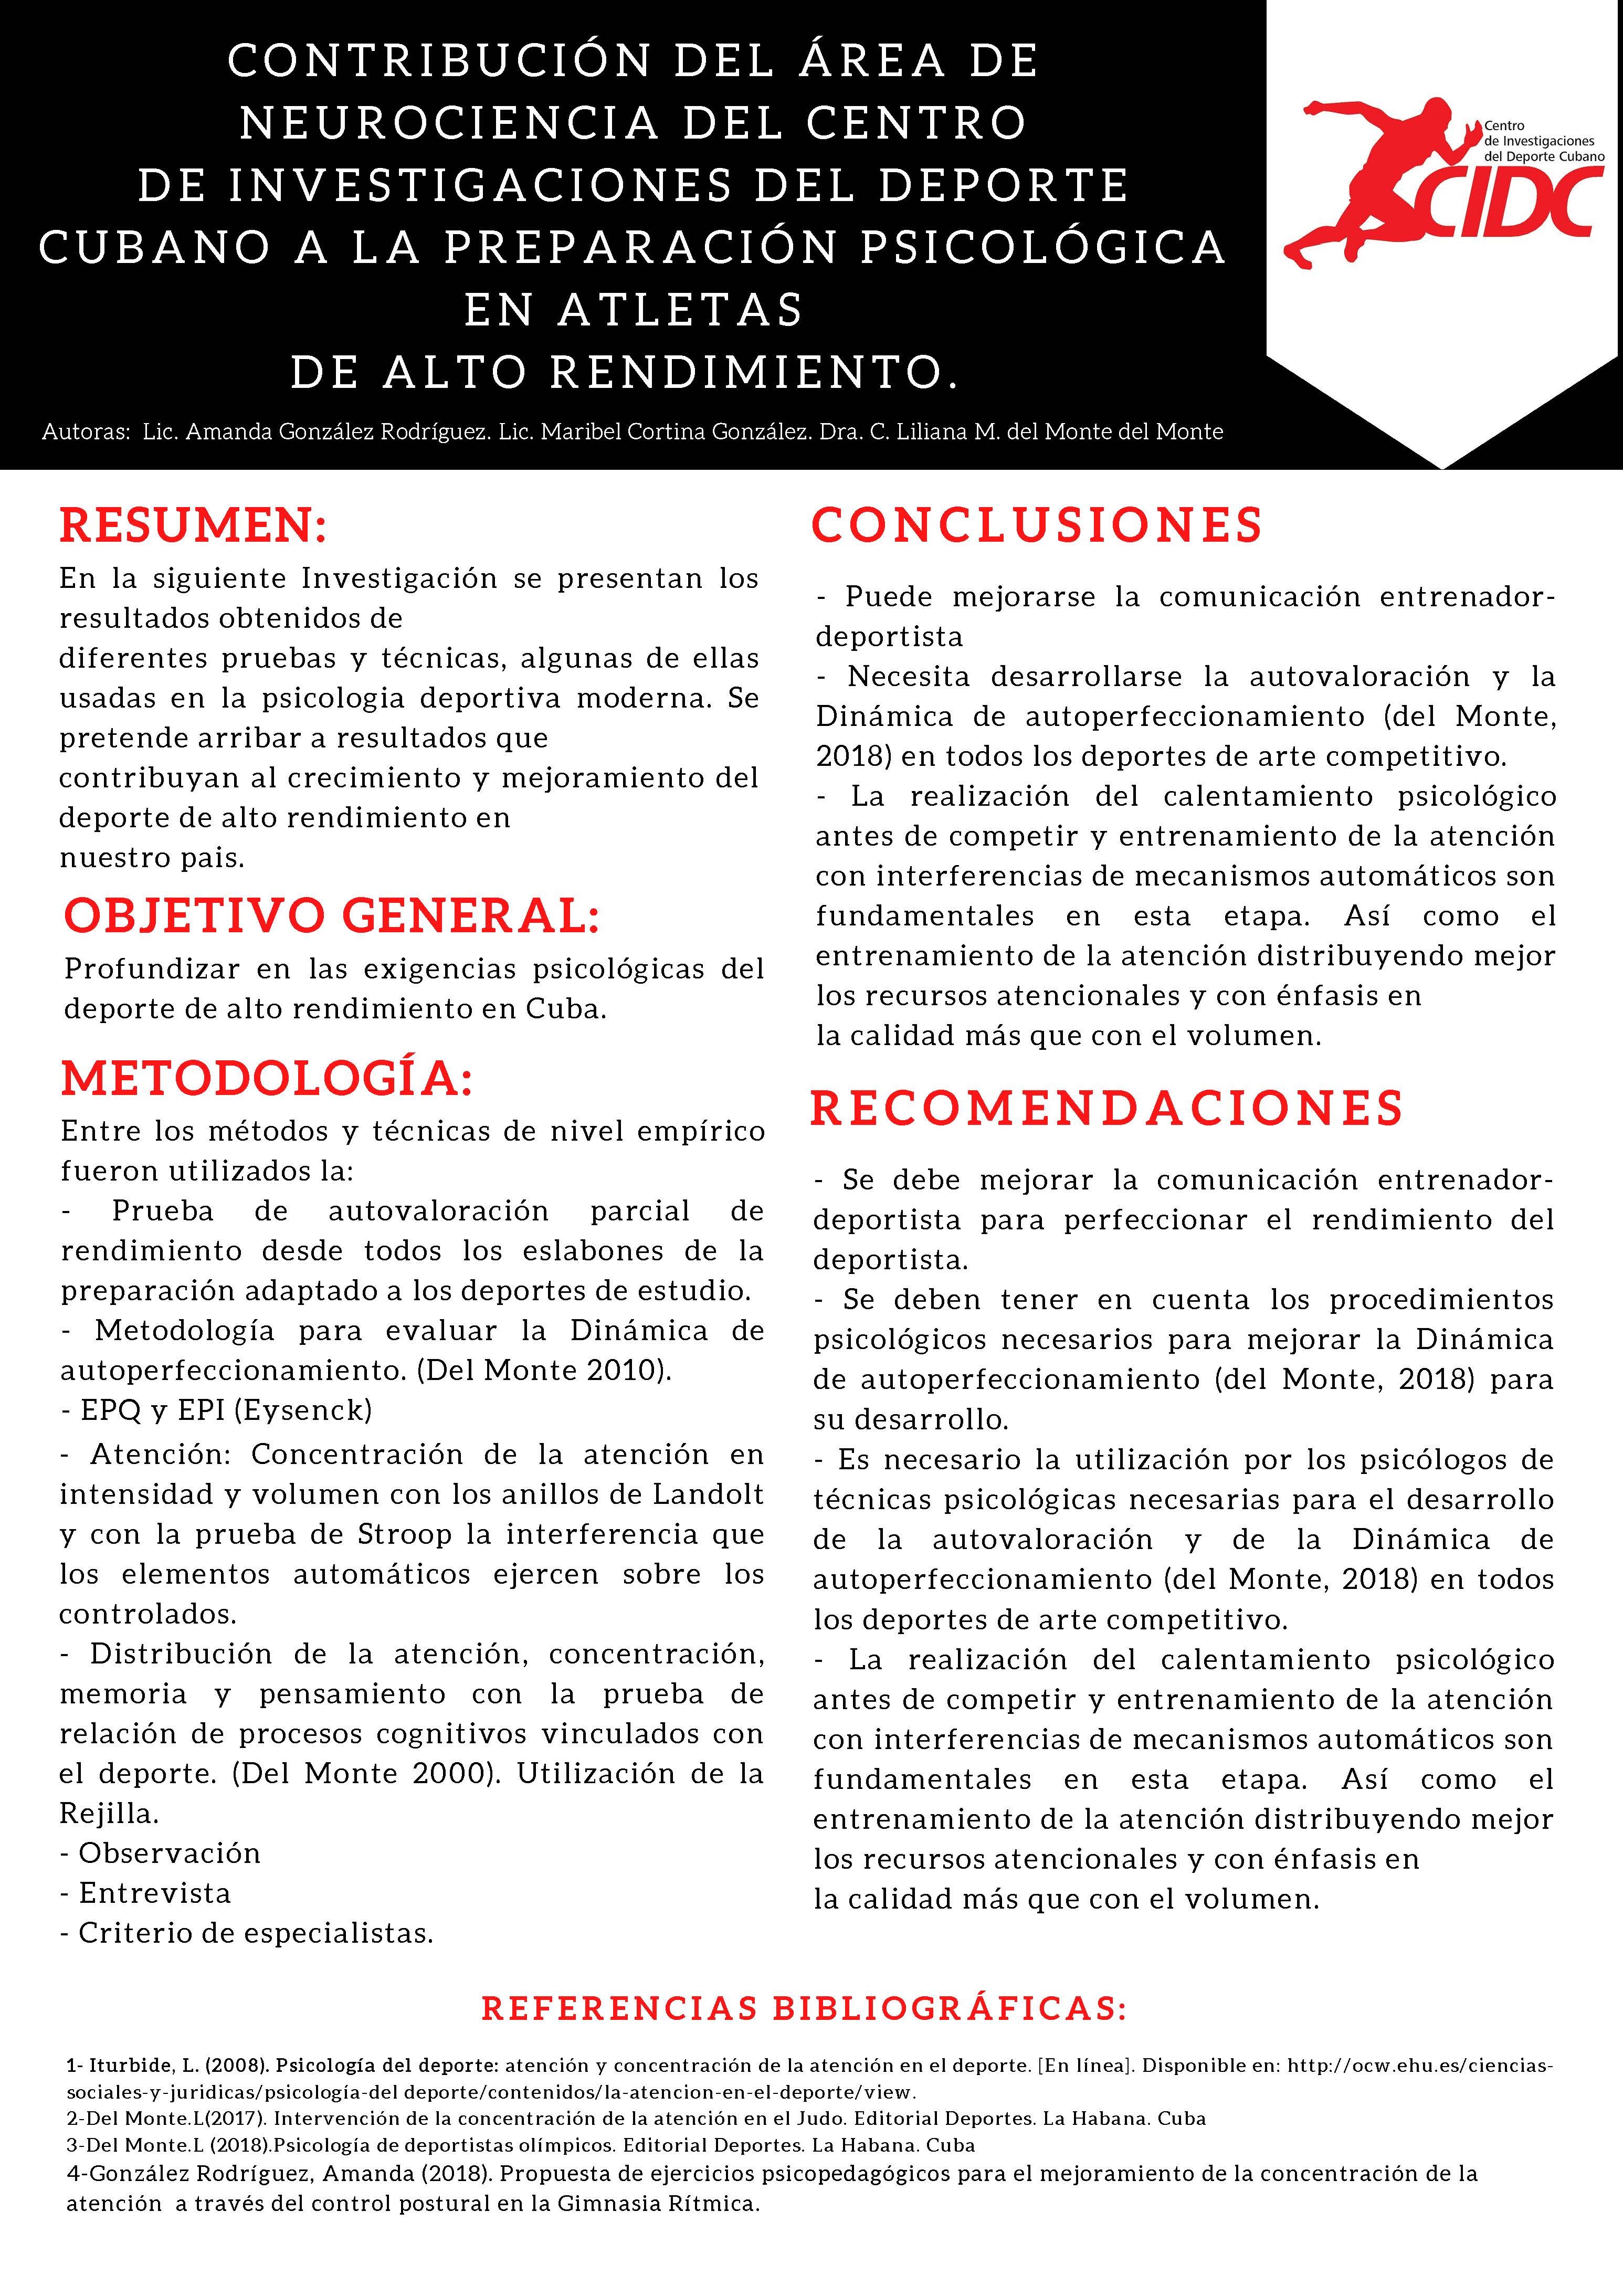 CONTRIBUCIÓN DEL ÁREA DE
NEUROCIENCIA DEL CENTRO
DE INVESTIGACIONES DEL DEPORTE
CUBANO A LA PREPARACIÓN PSICOLÓGICA
EN ATLETAS
DE ALTO RENDIMIENTO.
Autoras: Lic. Amanda González Rodríguez. Lic. Maribel Cortina González. Dra. C. Liliana M. del Monte del Monte
Centro
de Investigaciones
del Deporte Cubano
CIDC
RESUMEN:
En la siguiente Investigación se presentan los
resultados obtenidos de
diferentes pruebas y técnicas, algunas de ellas
usadas en la psicologia deportiva moderna. Se
pretende arribar a resultados que
contribuyan al crecimiento y mejoramiento del
deporte de alto rendimiento en
nuestro pais.
OBJETIVO GENERAL:
Profundizar en las exigencias psicológicas del
deporte de alto rendimiento en Cuba.
METODOLOGÍA:
Entre los métodos y técnicas de nivel empírico
fueron utilizados la:
- Prueba de autovaloración parcial de
rendimiento desde todos los eslabones de la
preparación adaptado a los deportes de estudio.
- Metodología para evaluar la Dinámica de
autoperfeccionamiento. (Del Monte 2010).
- EPQ y EPI (Eysenck)
- Atención: Concentración de la atención en
intensidad y volumen con los anillos de Landolt
y con la prueba de Stroop la interferencia que
los elementos automáticos ejercen sobre los
controlados.
- Distribución de la atención, concentración,
memoria y pensamiento con la prueba de
relación de procesos cognitivos vinculados con
el deporte. (Del Monte 2000). Utilización de la
Rejilla.
- Observación
- Entrevista
- Criterio de especialistas.
CONCLUSIONES
- Puede mejorarse la comunicación entrenador-
deportista
- Necesita desarrollarse la autovaloración y la
Dinámica de autoperfeccionamiento (del Monte,
2018) en todos los deportes de arte competitivo.
- La realización del calentamiento psicológico
antes de competir y entrenamiento de la atención
con interferencias de mecanismos automáticos son
fundamentales en esta etapa. Así como el
entrenamiento de la atención distribuyendo mejor
los recursos atencionales y con énfasis en
la calidad más que con el volumen.
RECOMENDACIONES
- Se debe mejorar la comunicación entrenador-
deportista para perfeccionar el rendimiento del
deportista.
- Se deben tener en cuenta los procedimientos
psicológicos necesarios para mejorar la Dinámica
de autoperfeccionamiento (del Monte, 2018) para
su desarrollo.
- Es necesario la utilización por los psicólogos de
técnicas psicológicas necesarias para el desarrollo
de la autovaloración y de la Dinámica de
autoperfeccionamiento (del Monte, 2018) en todos
los deportes de arte competitivo.
- La realización del calentamiento psicológico
antes de competir y entrenamiento de la atención
con interferencias de mecanismos automáticos son
fundamentales en esta etapa. Así como el
entrenamiento de la atención distribuyendo mejor
los recursos atencionales y con énfasis en
la calidad más que con el volumen.
REFERENCIAS BIBLIOGRÁFICAS:
1- Iturbide, L. (2008). Psicología del deporte: atención y concentración de la atención en el deporte. [En línea]. Disponible en: http://ocw.ehu.es/ciencias-
sociales-y-juridicas/psicología-del deporte/contenidos/la-atencion-en-el-deporte/view.
2-Del Monte.L(2017). Intervención de la concentración de la atención en el Judo. Editorial Deportes. La Habana. Cuba
3-Del Monte.L (2018).Psicología de deportistas olímpicos. Editorial Deportes. La Habana. Cuba
4-González Rodríguez, Amanda (2018). Propuesta de ejercicios psicopedagógicos para el mejoramiento de la concentración de la
atención a través del control postural en la Gimnasia Rítmica.